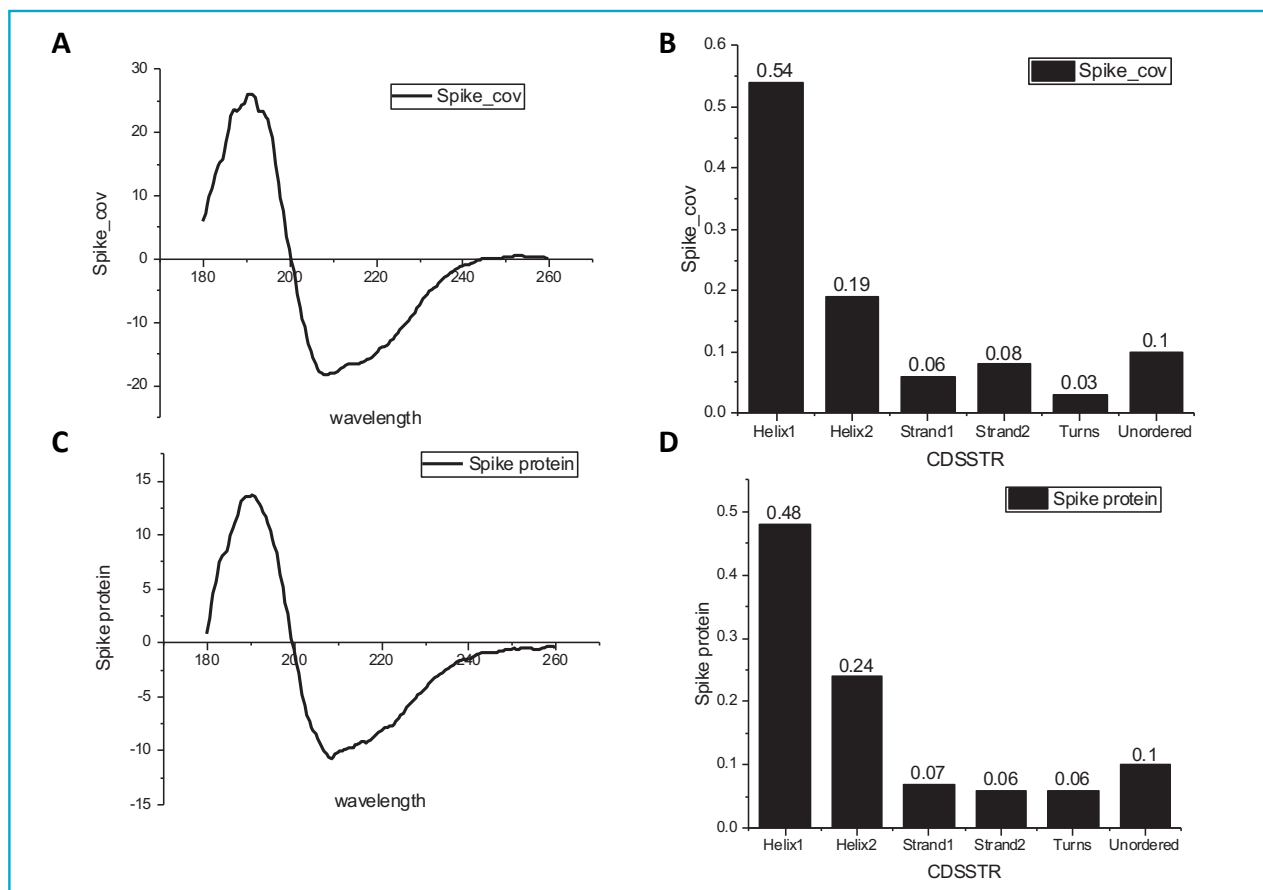 A
30
20
10
0
-10
-20
180
200
220
240
260
Spike_cov
Spike_cov
wavelength
B
0.6
0.5
0.4
0.3
0.2
0.1
0.0
0.54
0.19
0.06
0.08
0.03
0.1
Spike_cov
Spike_cov
Helix1 Helix2 Strand1 Strand2 Turns Unordered
CDSSTR
C
15
10
5
0
-5
-10
-15
180
200
220
240
260
Spike protein
Spike protein
wavelength
D
0.5
0.4
0.3
0.2
0.1
0.0
0.48
0.24
0.07
0.06
0.06
0.1
Spike protein
Spike protein
Helix1 Helix2 Strand1 Strand2 Turns Unordered
CDSSTR